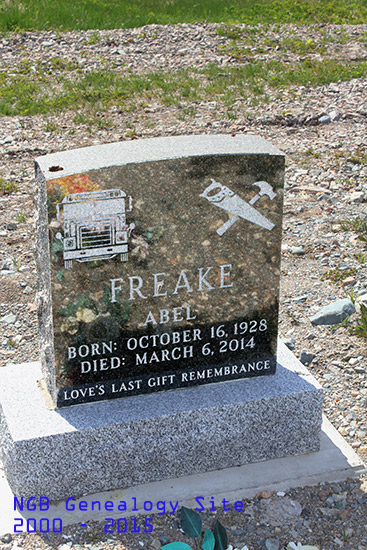 FREAKE
ABEL
BORN: OCTOBER 16, 1928
DIED: MARCH 6, 2014
LOVE'S LAST GIFT REMEMBRANCE
NGB Genealogy Site
2000 - 2015